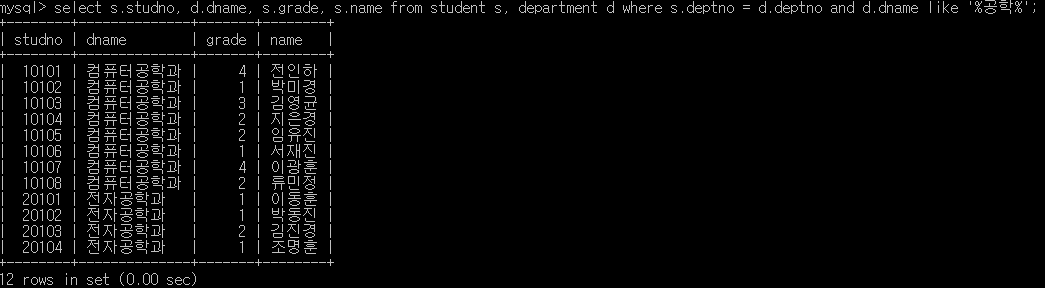 mysql> select s.studno, d.dname, s.grade, s.name from student s, department d where s.deptno = d.deptno and d.dname like '%공학%';
+--------+--------------+-------+--------+
| studno | dname | grade | name |
+--------+--------------+-------+--------+
| 10101 | 컴퓨터공학과 | 4 | 전인하 |
| 10102 | 컴퓨터공학과 | 1 | 박미경 |
| 10103 | 컴퓨터공학과 | 3 | 김영균 |
| 10104 | 컴퓨터공학과 | 2 | 지은경 |
| 10105 | 컴퓨터공학과 | 2 | 임유진 |
| 10106 | 컴퓨터공학과 | 1 | 서재진 |
| 10107 | 컴퓨터공학과 | 4 | 이광훈 |
| 10108 | 컴퓨터공학과 | 2 | 류민정 |
| 20101 | 전자공학과 | 1 | 이동훈 |
| 20102 | 전자공학과 | 1 | 박동진 |
| 20103 | 전자공학과 | 2 | 김진경 |
| 20104 | 전자공학과 | 1 | 조명훈 |
+--------+--------------+-------+--------+
12 rows in set (0.00 sec)